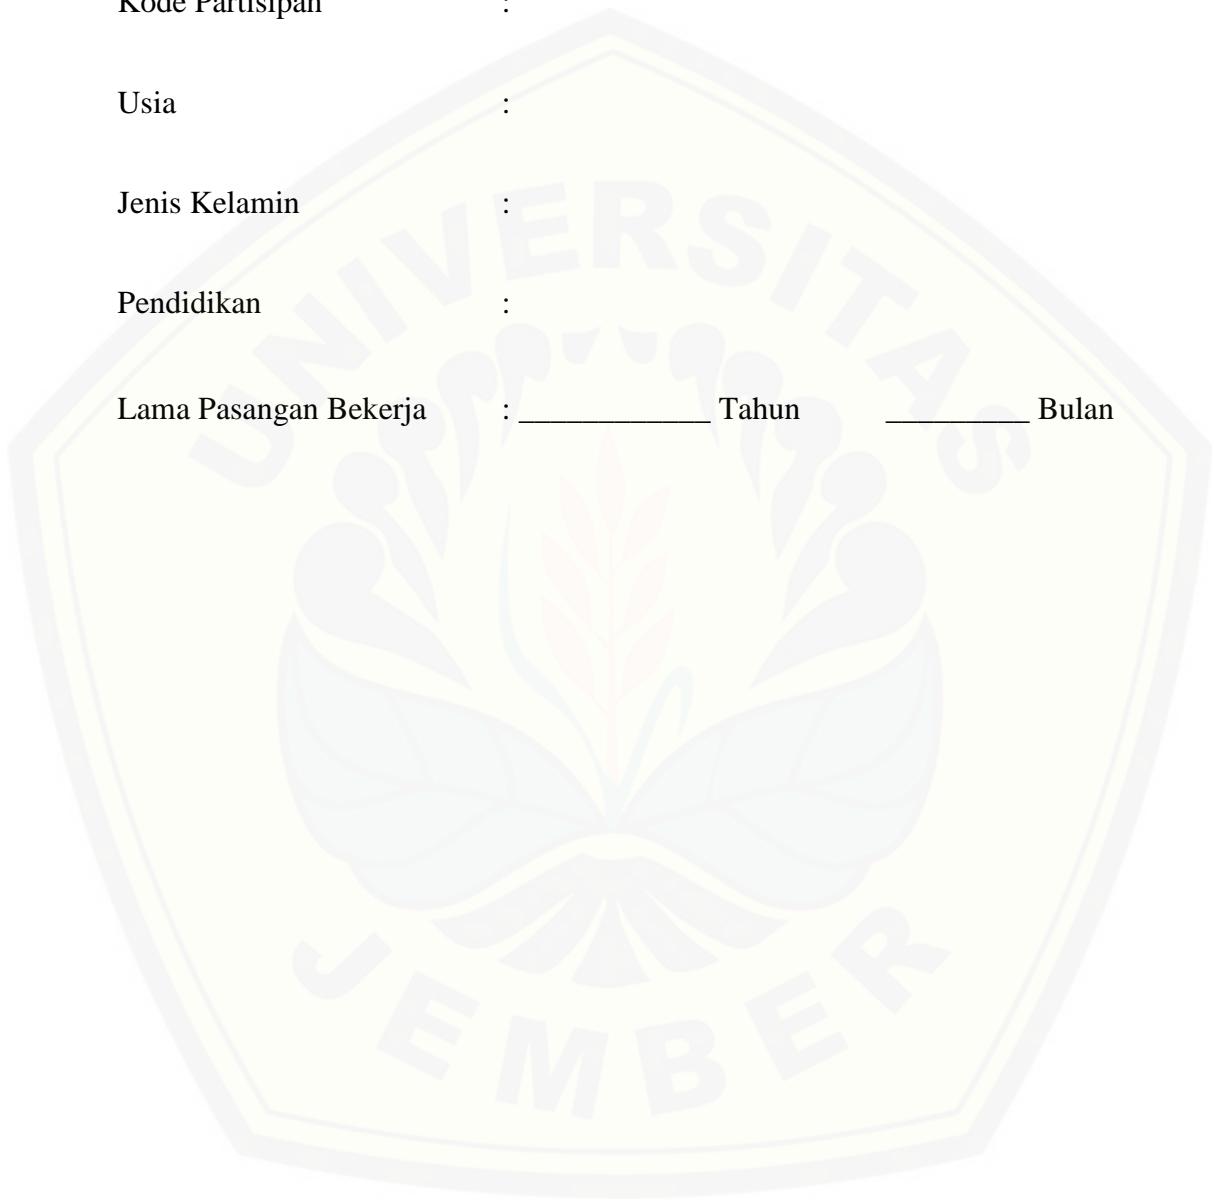 Kode Partisipan :
Usia :
Jenis Kelamin :
Pendidikan :
Lama Pasangan Bekerja : ____________ Tahun _________ Bulan
UNIVERSITAS
JEMBER